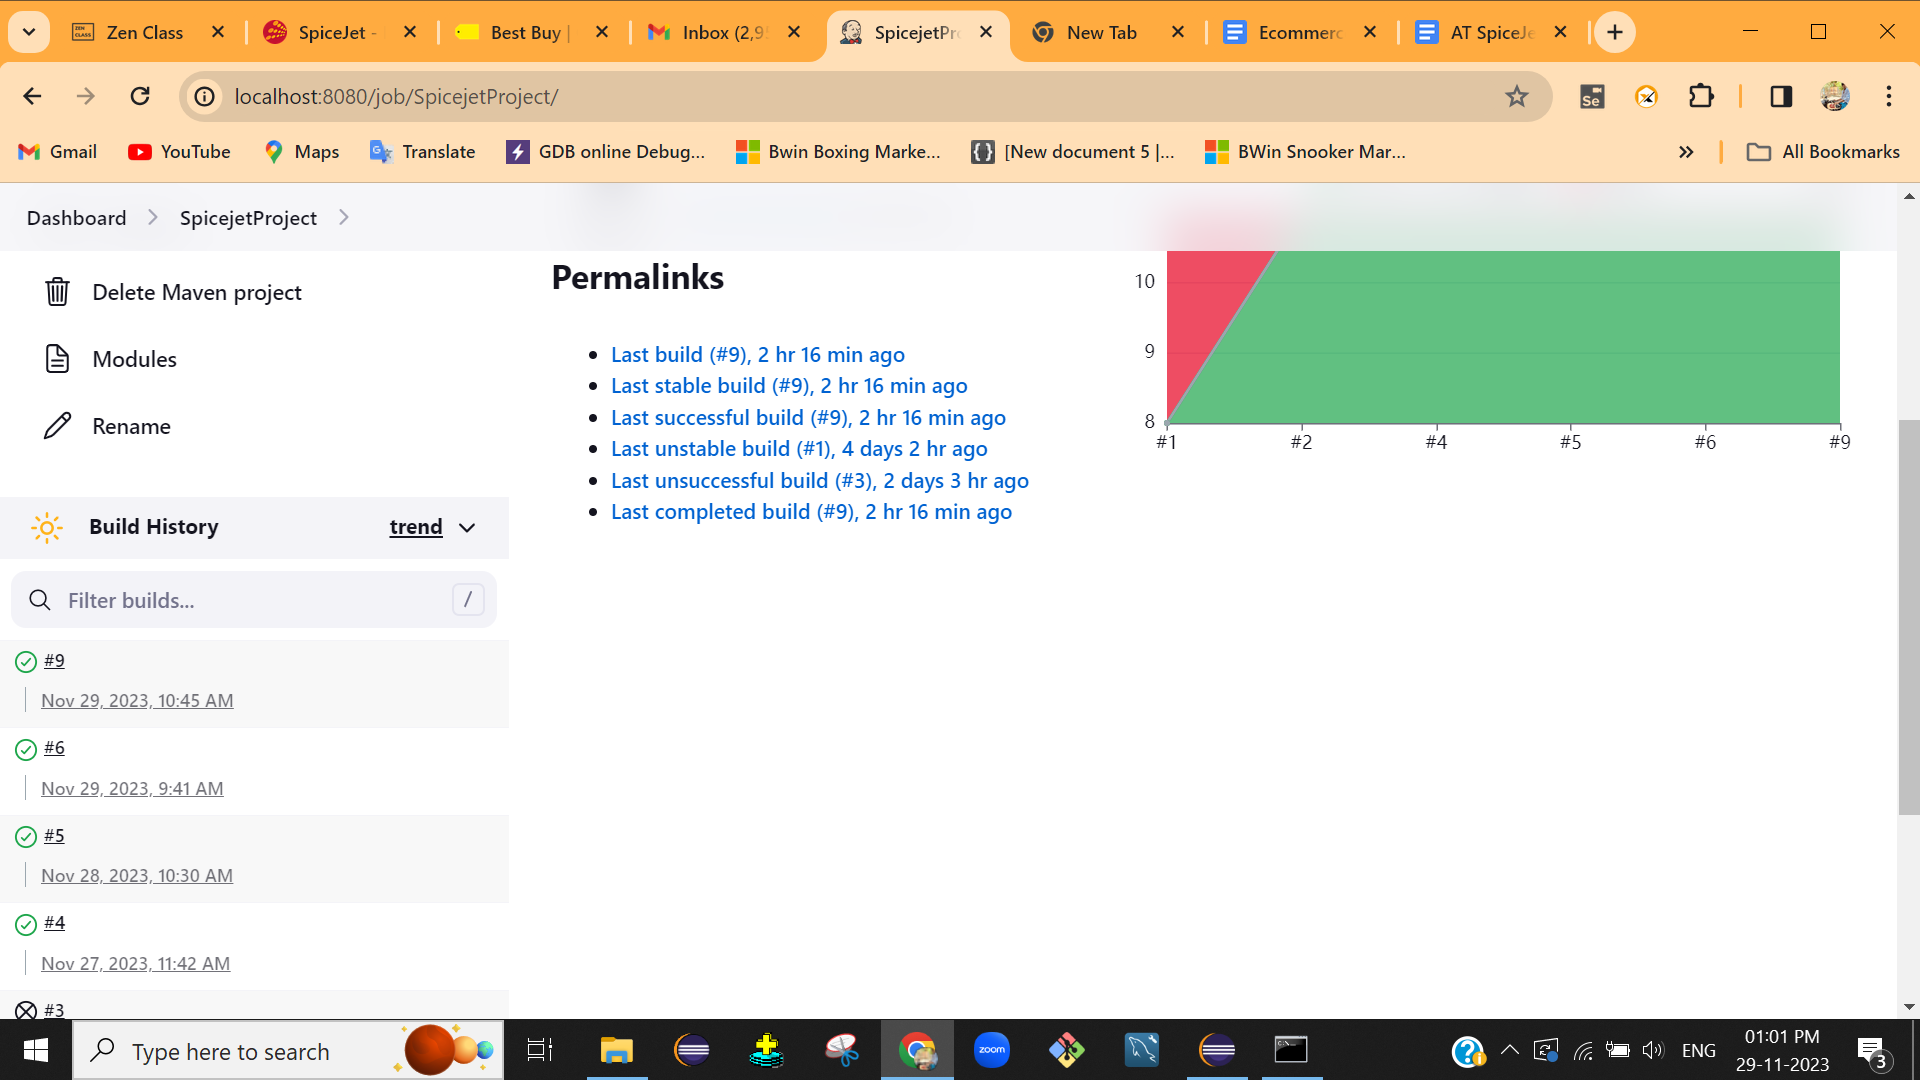 Zen Class
SpiceJet -
Best Buy |
Inbox (2,9
SpicejetPr
New Tab
Ecommerc
AT SpiceJe
localhost:8080/job/SpicejetProject/
Se
Gmail
YouTube
Maps
Translate
GDB online Debug...
Bwin Boxing Marke...
[New document 5 |...
BWin Snooker Mar...
All Bookmarks
Dashboard
SpicejetProject
Delete Maven project
Modules
Rename
Permalinks
Last build (#9), 2 hr 16 min ago
Last stable build (#9), 2 hr 16 min ago
Last successful build (#9), 2 hr 16 min ago
Last unstable build (#1), 4 days 2 hr ago
Last unsuccessful build (#3), 2 days 3 hr ago
Last completed build (#9), 2 hr 16 min ago
10
9
8
#1 #2 #4 #5 #6 #9
Build History
trend
Filter builds...
/
#9
Nov 29, 2023, 10:45 AM
#6
Nov 29, 2023, 9:41 AM
#5
Nov 28, 2023, 10:30 AM
#4
Nov 27, 2023, 11:42 AM
#3
Type here to search
zoom
ENG
01:01 PM
29-11-2023
3